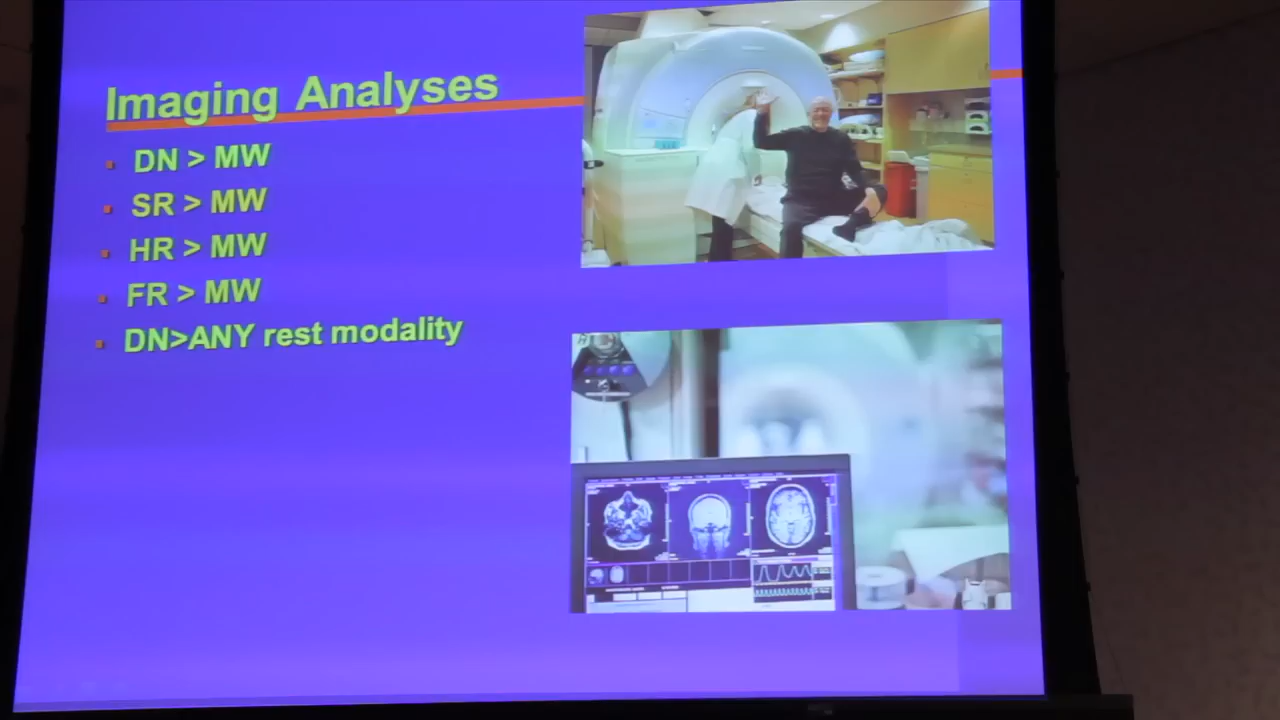 Imaging Analyses
DN > MW
SR > MW
HR > MW
FR > MW
DN>ANY rest modality